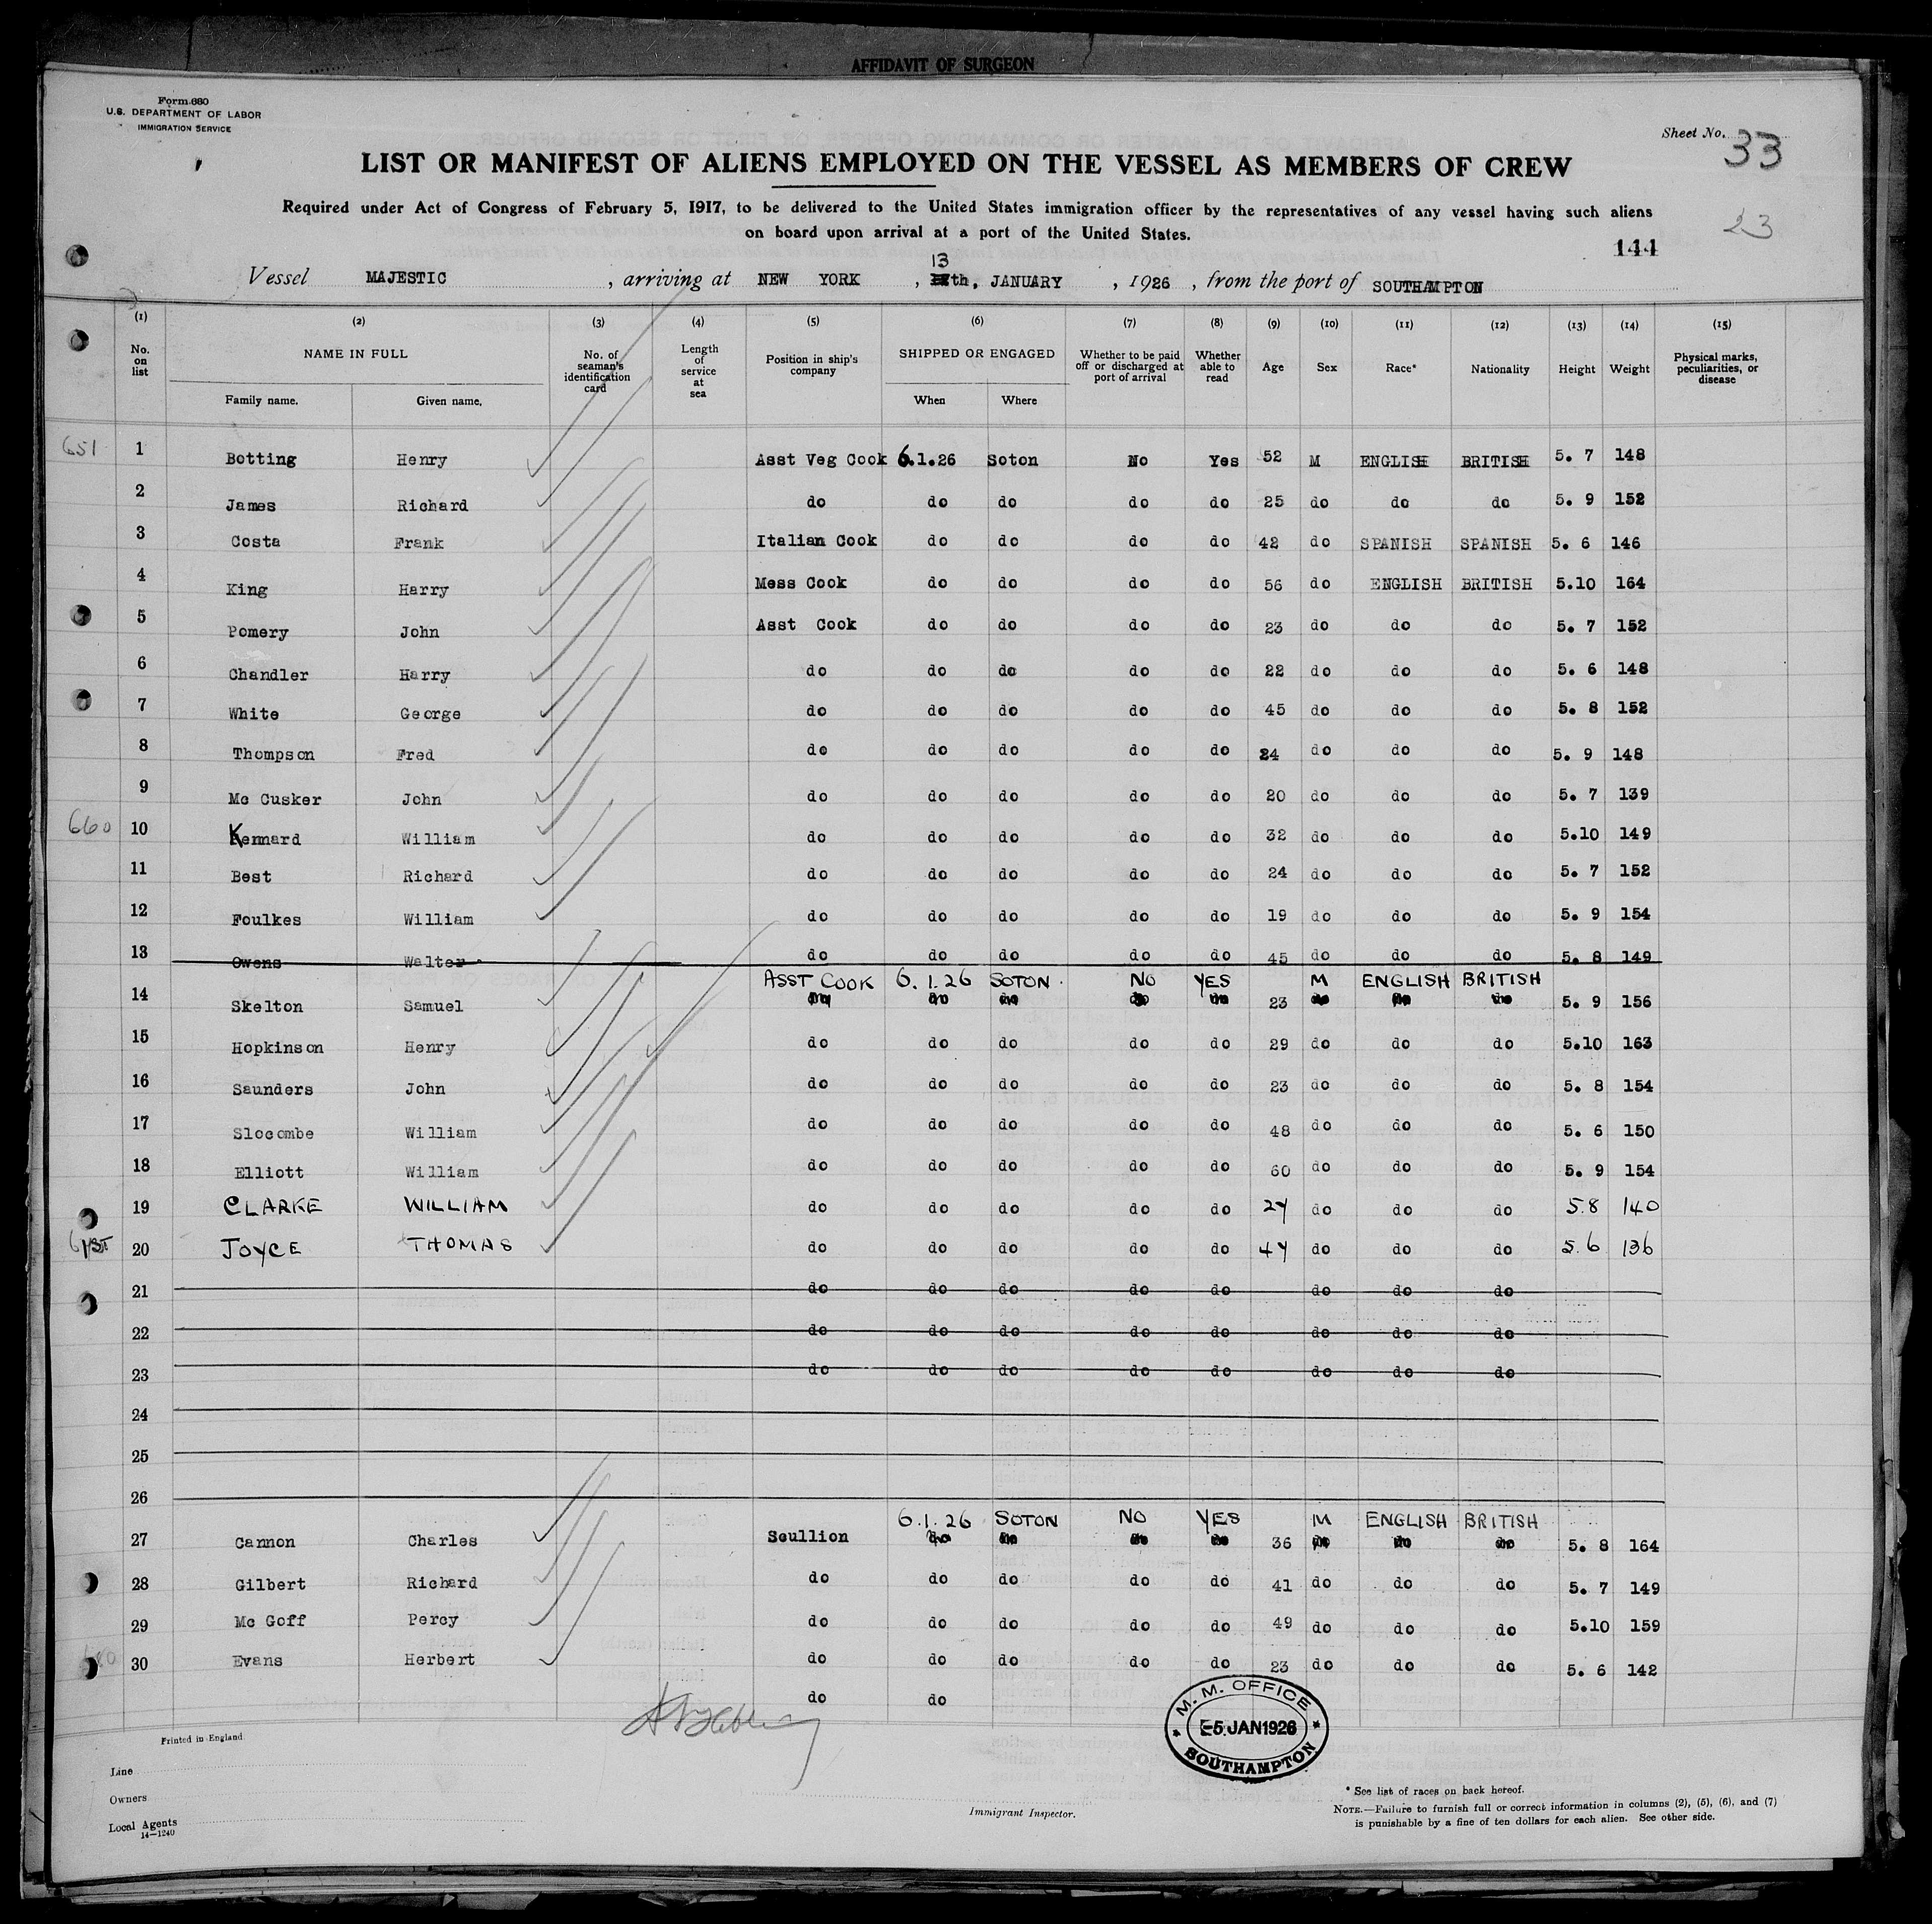 AFFIDAVIT OF SURGEON
Form 680
U.S. DEPARTMENT OF LABOR
IMMIGRATION SERVICE
Sheet No. 33
LIST OR MANIFEST OF ALIENS EMPLOYED ON THE VESSEL AS MEMBERS OF CREW
Required under Act of Congress of February 5, 1917, to be delivered to the United States immigration officer by the representatives of any vessel having such aliens
on board upon arrival at a port of the United States.
23
144
13
Vessel MAJESTIC , arriving at NEW YORK , th, JANUARY , 1926 , from the port of SOUTHAMPTON
(1) (2) (3) (4) (5) (6) (7) (8) (9) (10) (11) (12) (13) (14) (15)
No. on list NAME IN FULL Family name. Given name. No. of seaman's identification card Length of service at sea Position in ship's company SHIPPED OR ENGAGED When Where Whether to be paid off or discharged at port of arrival Whether able to read Age Sex Race* Nationality Height Weight Physical marks, peculiarities, or disease
651 1 Botting Henry Asst Veg Cook 6.1.26 Soton No Yes 52 M ENGLISH BRITISH 5. 7 148
2 James Richard do do do do do 25 do do do 5. 9 152
3 Costa Frank Italian Cook do do do do 42 do SPANISH SPANISH 5. 6 146
4 King Harry Mess Cook do do do do 56 do ENGLISH BRITISH 5.10 164
5 Pomery John Asst Cook do do do do 23 do do do 5. 7 152
6 Chandler Harry do do do do do 22 do do do 5. 6 148
7 White George do do do do do 45 do do do 5. 8 152
8 Thompson Fred do do do do do 24 do do do 5. 9 148
9 Mc Cusker John do do do do do 20 do do do 5. 7 139
660 10 Kennard William do do do do do 32 do do do 5.10 149
11 Best Richard do do do do do 24 do do do 5. 7 152
12 Foulkes William do do do do do 19 do do do 5. 9 154
13 Owens Walter do do do do do 45 do do do 5. 8 149
ASST COOK 6.1.26 SOTON. NO YES M ENGLISH BRITISH
14 Skelton Samuel 23 5. 9 156
15 Hopkinson Henry do do do do do 29 do do do 5.10 163
16 Saunders John do do do do do 23 do do do 5. 8 154
17 Slocombe William do do do do do 48 do do do 5. 6 150
18 Elliott William do do do do do 60 do do do 5. 9 154
19 CLARKE WILLIAM do do do do do 24 do do do 5.8 140
20 JOYCE THOMAS do do do do do 44 do do do 5.6 136
21 do do do do do do do do
22 do do do do do do do do
23 do do do do do do do do
24
25
26
6.1.26 SOTON NO YES M ENGLISH BRITISH
27 Cannon Charles Scullion 36 5. 8 164
28 Gilbert Richard do do do do do 41 do do do 5. 7 149
29 Mc Goff Percy do do do do do 49 do do do 5.10 159
30 Evans Herbert do do do do do 23 do do do 5. 6 142
do do
M. M. OFFICE
-5 JAN 1926
SOUTHAMPTON
Printed in England
Line
Owners
Local Agents
14—1240
Immigrant Inspector.
* See list of races on back hereof.
NOTE.—Failure to furnish full or correct information in columns (2), (5), (6), and (7)
is punishable by a fine of ten dollars for each alien. See other side.